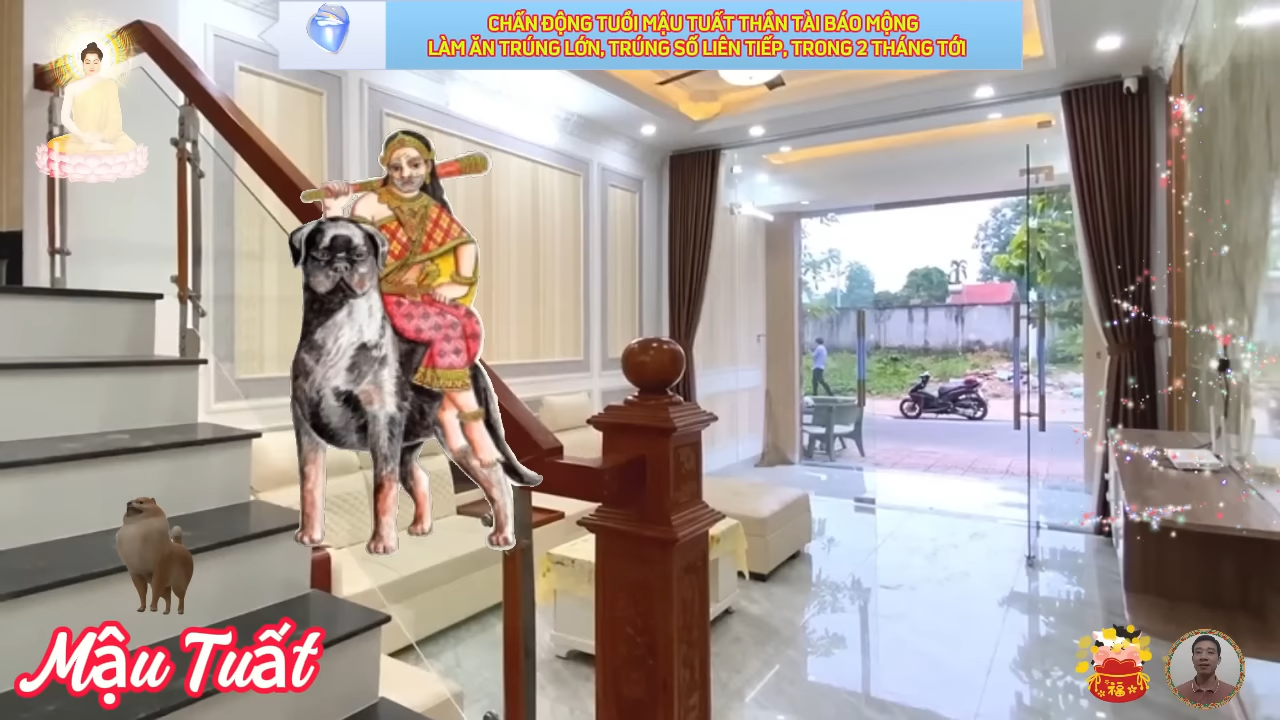 CHẤN ĐỘNG TUỔI MẬU TUẤT THẦN TÀI BÁO MỘNG
LÀM ĂN TRÚNG LỚN, TRÚNG SỐ LIÊN TIẾP, TRONG 2 THÁNG TỚI
Mậu Tuất
福